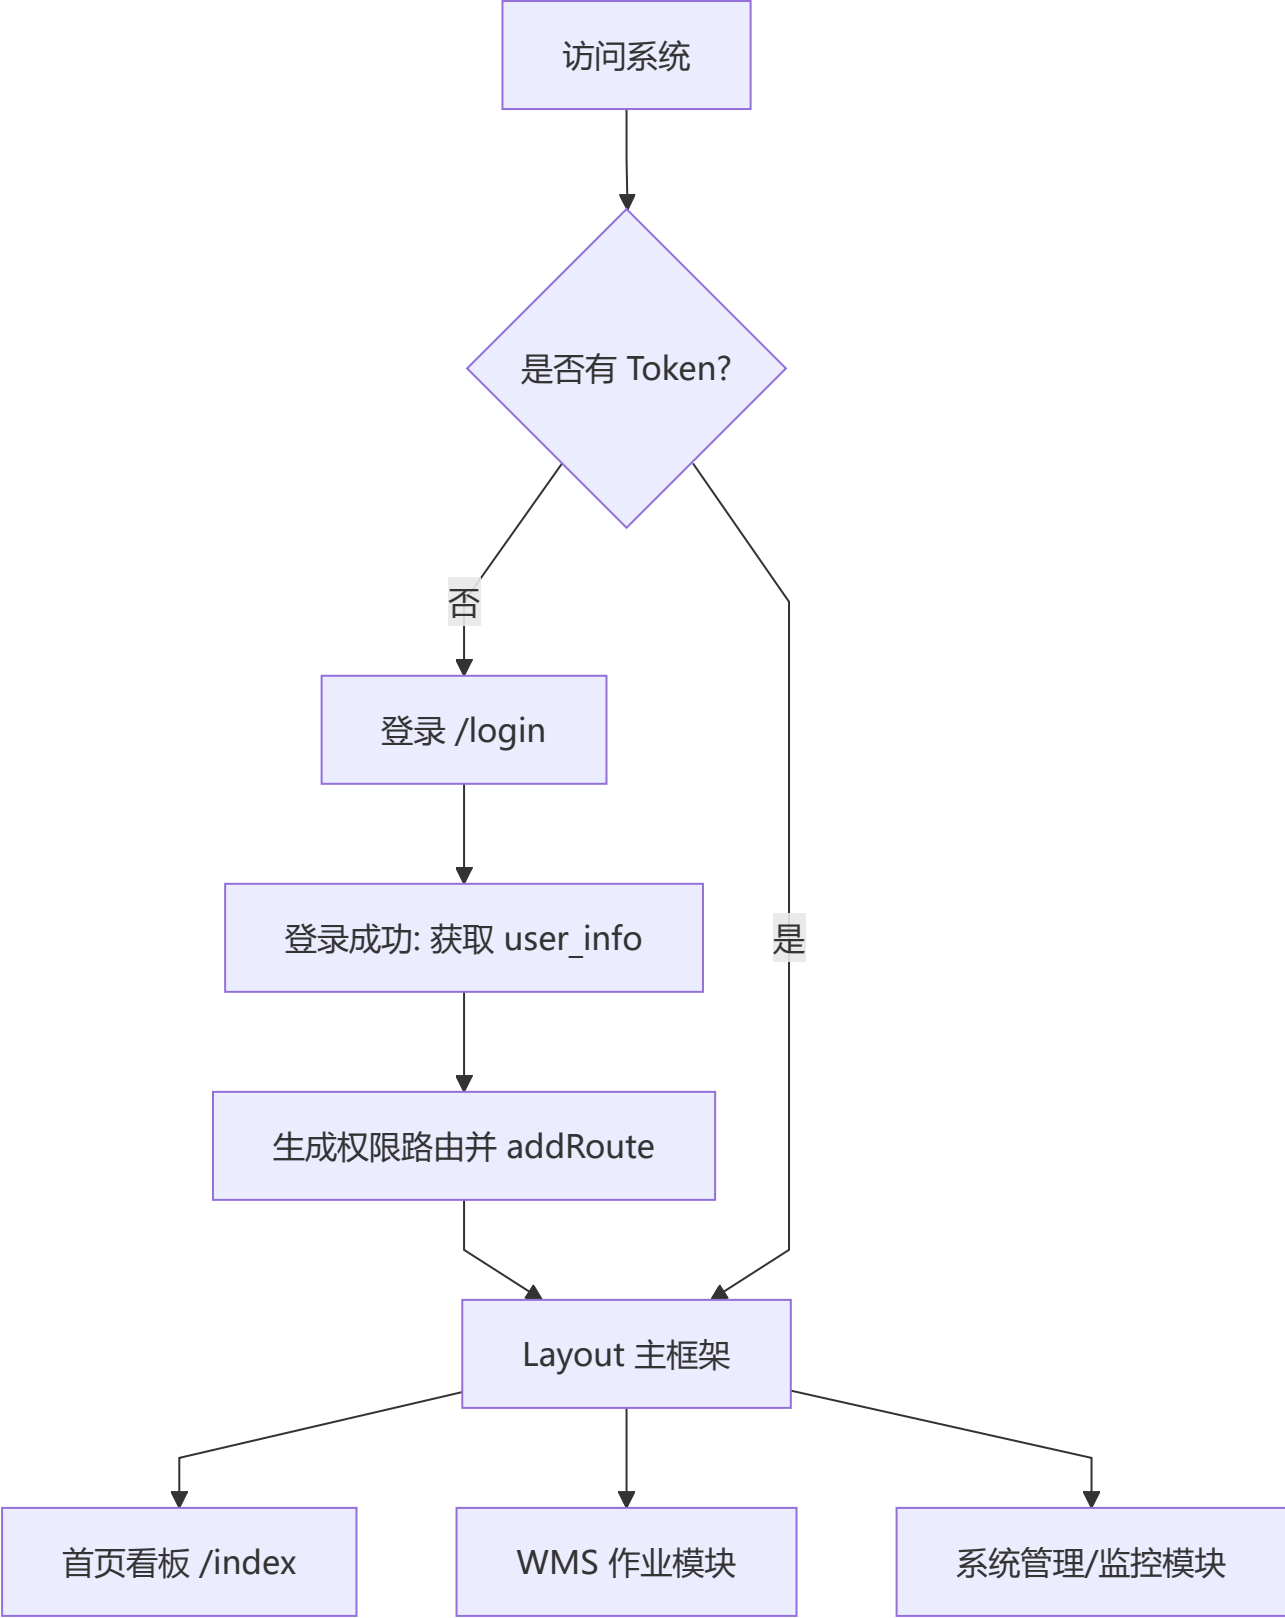 访问系统
是否有 Token?
否
登录 /login
登录成功: 获取 user_info
是
生成权限路由并 addRoute
Layout 主框架
首页看板 /index
WMS 作业模块
系统管理/监控模块